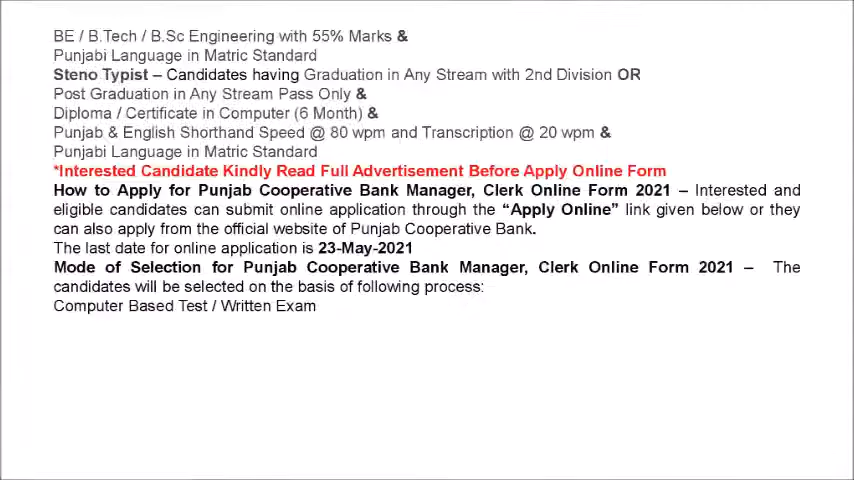 BE / B.Tech / B.Sc Engineering with 55% Marks &
Punjabi Language in Matric Standard
Steno Typist – Candidates having Graduation in Any Stream with 2nd Division OR
Post Graduation in Any Stream Pass Only &
Diploma / Certificate in Computer (6 Month) &
Punjab & English Shorthand Speed @ 80 wpm and Transcription @ 20 wpm &
Punjabi Language in Matric Standard
*Interested Candidate Kindly Read Full Advertisement Before Apply Online Form
How to Apply for Punjab Cooperative Bank Manager, Clerk Online Form 2021 – Interested and
eligible candidates can submit online application through the “Apply Online” link given below or they
can also apply from the official website of Punjab Cooperative Bank.
The last date for online application is 23-May-2021
Mode of Selection for Punjab Cooperative Bank Manager, Clerk Online Form 2021 – The
candidates will be selected on the basis of following process:
Computer Based Test / Written Exam